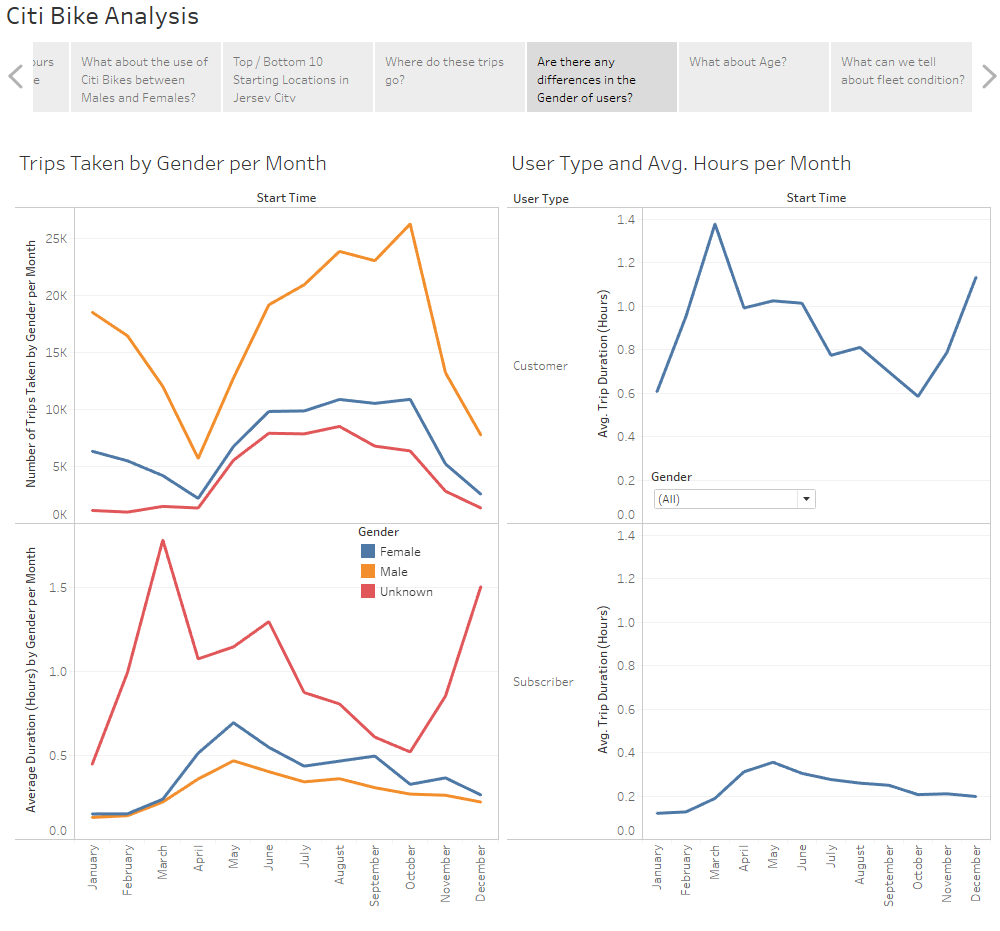 Citi Bike Analysis
ours
e
What about the use of
Citi Bikes between
Males and Females?
Top / Bottom 10
Starting Locations in
Jersey City
Where do these trips
go?
Are there any
differences in the
Gender of users?
What about Age?
What can we tell
about fleet condition?
Trips Taken by Gender per Month
Start Time
Number of Trips Taken by Gender per Month
25K
20K
15K
10K
5K
0K
Average Duration (Hours) by Gender per Month
1.5
1.0
0.5
0.0
Gender
Female
Male
Unknown
January
February
March
April
May
June
July
August
September
October
November
December
User Type and Avg. Hours per Month
User Type
Start Time
Customer
Avg. Trip Duration (Hours)
1.4
1.2
1.0
0.8
0.6
0.4
0.2
0.0
Gender
(All)
Subscriber
Avg. Trip Duration (Hours)
1.4
1.2
1.0
0.8
0.6
0.4
0.2
0.0
January
February
March
April
May
June
July
August
September
October
November
December